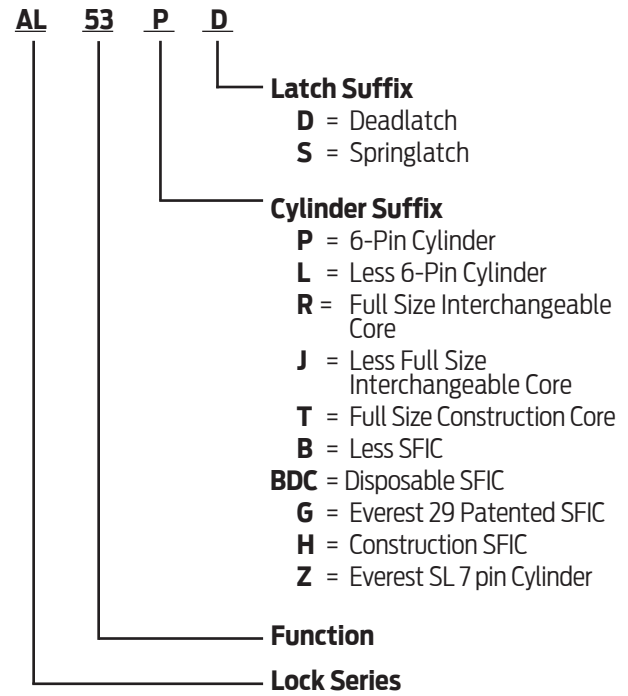 AL 53 P D
Latch Suffix
D = Deadlatch
S = Springlatch
Cylinder Suffix
P = 6-Pin Cylinder
L = Less 6-Pin Cylinder
R = Full Size Interchangeable
Core
J = Less Full Size
Interchangeable Core
T = Full Size Construction Core
B = Less SFIC
BDC = Disposable SFIC
G = Everest 29 Patented SFIC
H = Construction SFIC
Z = Everest SL 7 pin Cylinder
Function
Lock Series